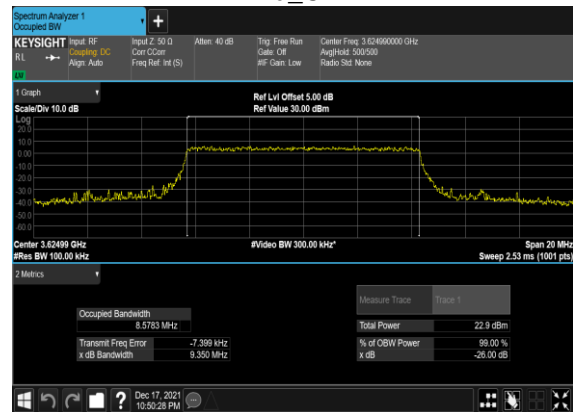 Spectrum Analyzer 1
Occupied BW
+
KEYSIGHT Input: RF Input Z: 50 Ω Atten: 40 dB Trig: Free Run Center Freq: 3.624990000 GHz
RL Coupling: DC Corr CCorr Gate: Off Avg|Hold: 500/500
Align: Auto Freq Ref: Int (S) #IF Gain: Low Radio Std: None
1 Graph Ref Lvl Offset 5.00 dB
Scale/Div 10.0 dB Ref Value 30.00 dBm
Log
20.0
10.0
0.00
-10.0
-20.0
-30.0
-40.0
-50.0
-60.0
Center 3.62499 GHz #Video BW 300.00 kHz* Span 20 MHz
#Res BW 100.00 kHz Sweep 2.53 ms (1001 pts)
2 Metrics
Measure Trace Trace 1
Occupied Bandwidth
8.5783 MHz Total Power 22.9 dBm
Transmit Freq Error -7.399 kHz % of OBW Power 99.00 %
x dB Bandwidth 9.350 MHz x dB -26.00 dB
? Dec 17, 2021
10:50:28 PM